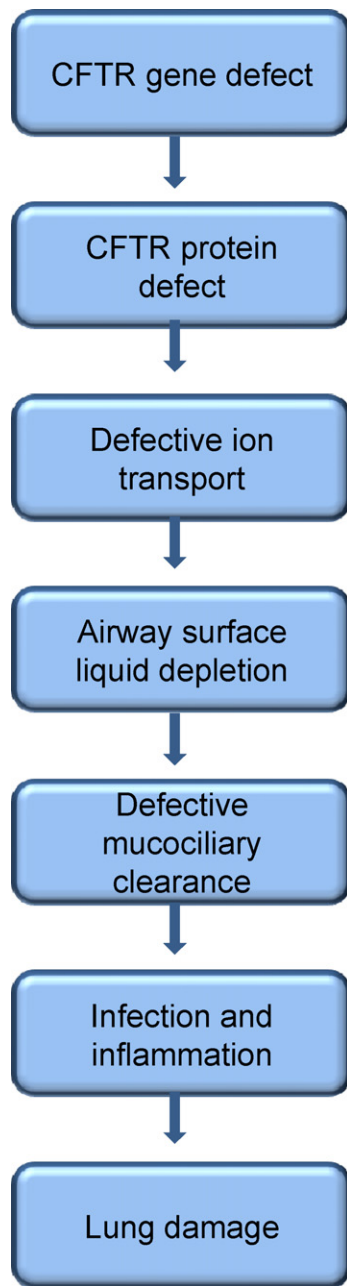 CFTR gene defect
CFTR protein
defect
Defective ion
transport
Airway surface
liquid depletion
Defective
mucociliary
clearance
Infection and
inflammation
Lung damage